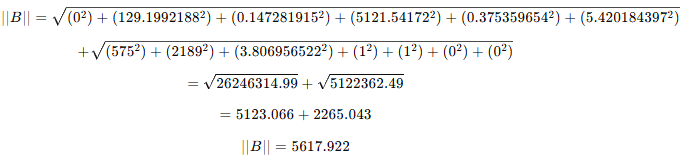 ||B|| = √(0²) + (129.1992188²) + (0.147281915²) + (5121.54172²) + (0.375359654²) + (5.420184397²)
+√(575²) + (2189²) + (3.806956522²) + (1²) + (1²) + (0²) + (0²)
= √26246314.99 + √5122362.49
= 5123.066 + 2265.043
||B|| = 5617.922